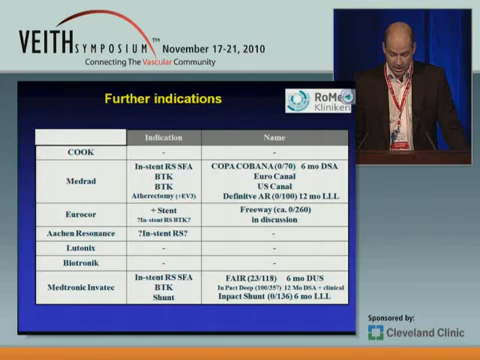 VEITHSYMPOSIUM™
November 17-21, 2010
Connecting The Vascular Community
Further indications
RoMed
Kliniken
Indication Name
COOK - -
Medrad In-stent RS SFA COPA COBANA (0/70) 6 mo DSA
BTK Euro Canal
BTK US Canal
Atherectomy (+EV3) Definitve AR (0/100) 12 mo LLL
Eurocor + Stent Freeway (ca. 0/260)
?In-stent RS BTK? in discussion
Aachen Resonance ?In-stent RS? -
Lutonix - -
Biotronik - -
Medtronic Invatec In-stent RS SFA FAIR (23/118) 6 mo DUS
BTK In Pact Deep (100/357) 12 Mo DSA + clinical
Shunt Inpact Shunt (0/136) 6 mo LLL
Sponsored by:
Cleveland Clinic